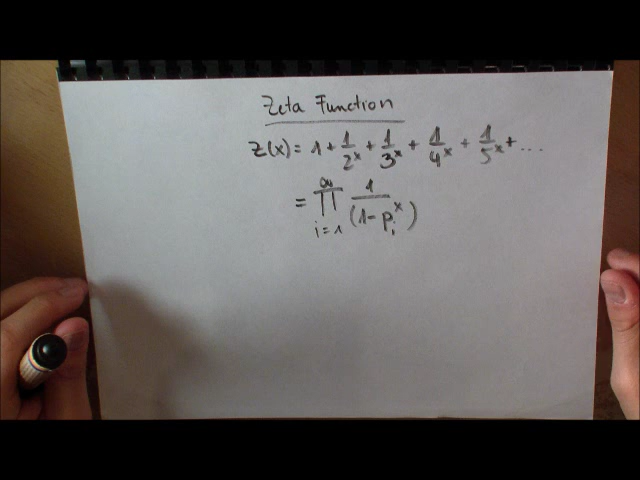 Zeta Function
Z(x) = 1 + 1/2^x + 1/3^x + 1/4^x + 1/5^x + ...
= ∏_{i=1}^{∞} 1/(1 - p_i^x)